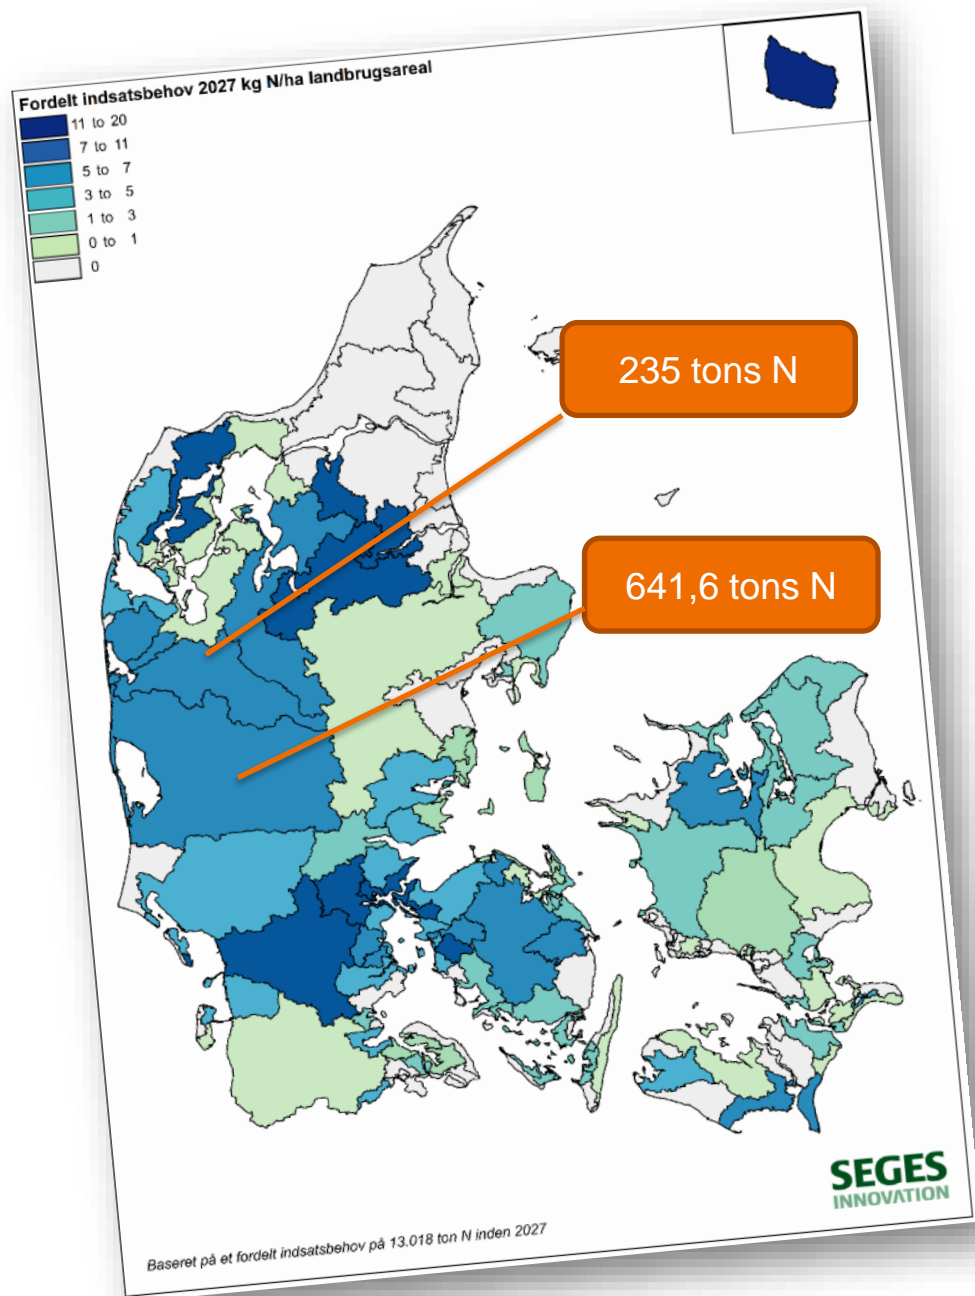 Fordelt indsatsbehov 2027 kg N/ha landbrugsareal
11 to 20
7 to 11
5 to 7
3 to 5
1 to 3
0 to 1
0
235 tons N
641,6 tons N
SEGES
INNOVATION
Baseret på et fordelt indsatsbehov på 13.018 ton N inden 2027